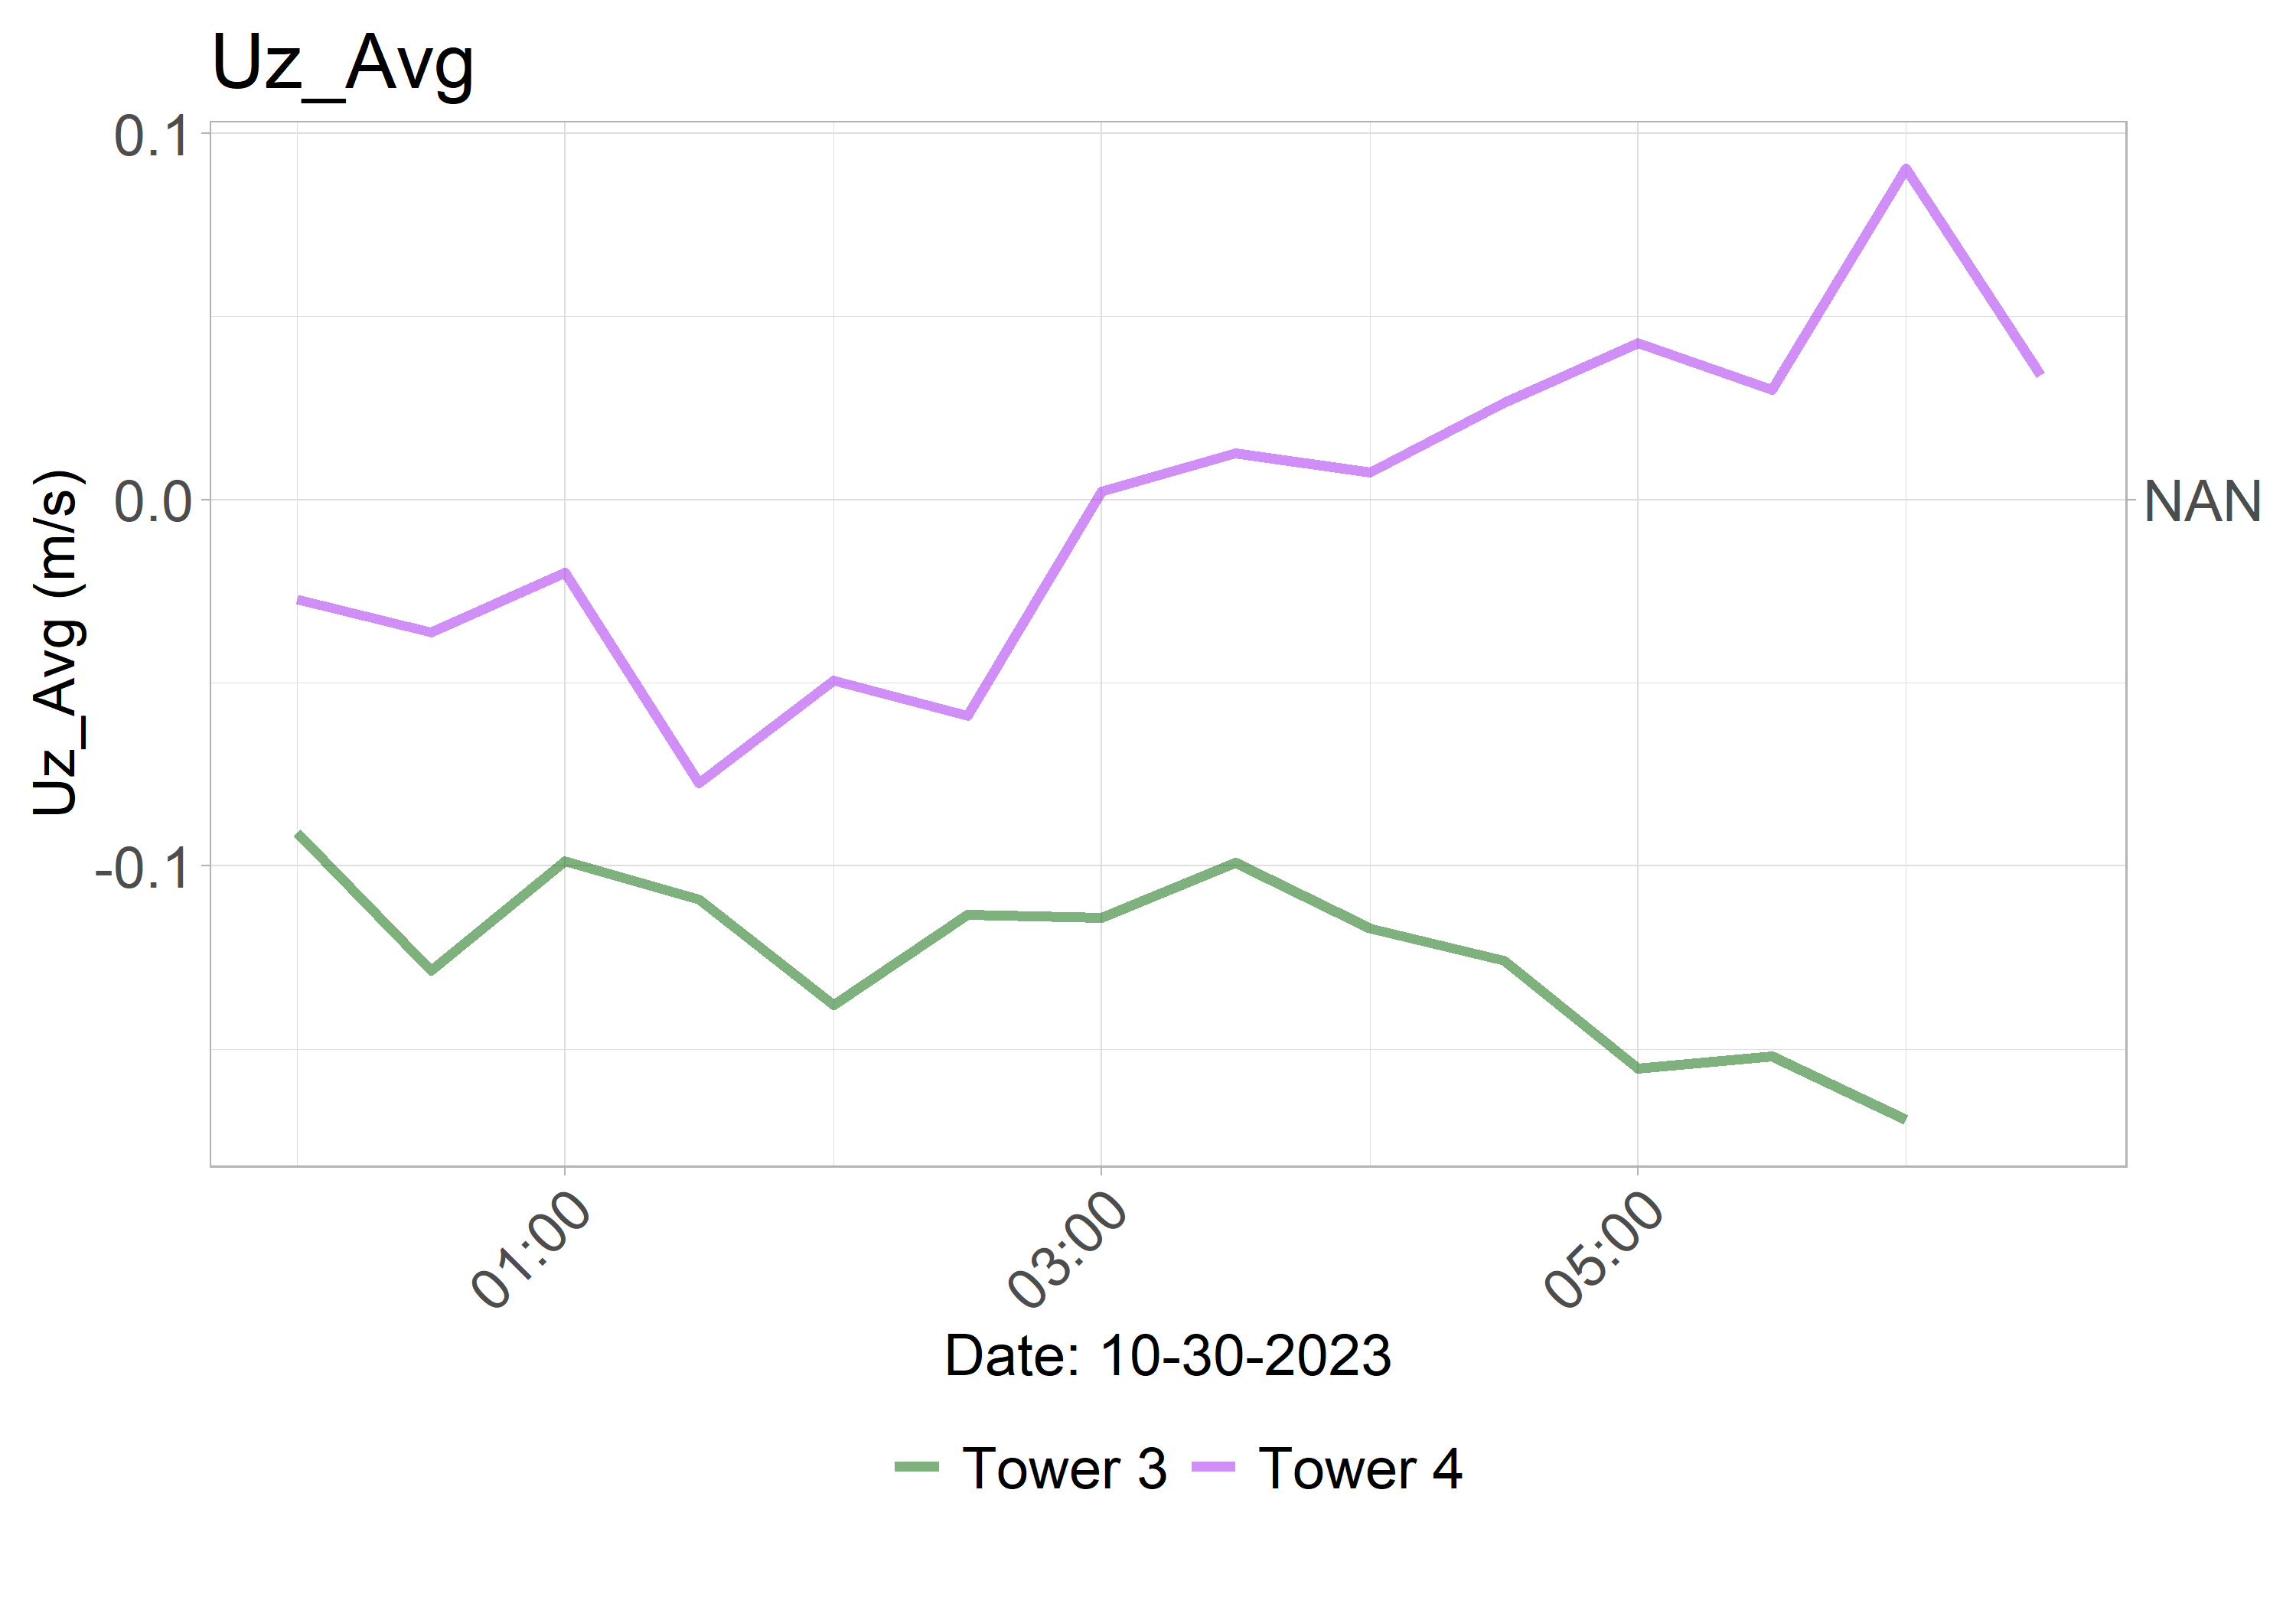 Uz_Avg
Uz_Avg (m/s)
0.1
0.0
-0.1
NAN
01:00
03:00
05:00
Date: 10-30-2023
Tower 3
Tower 4